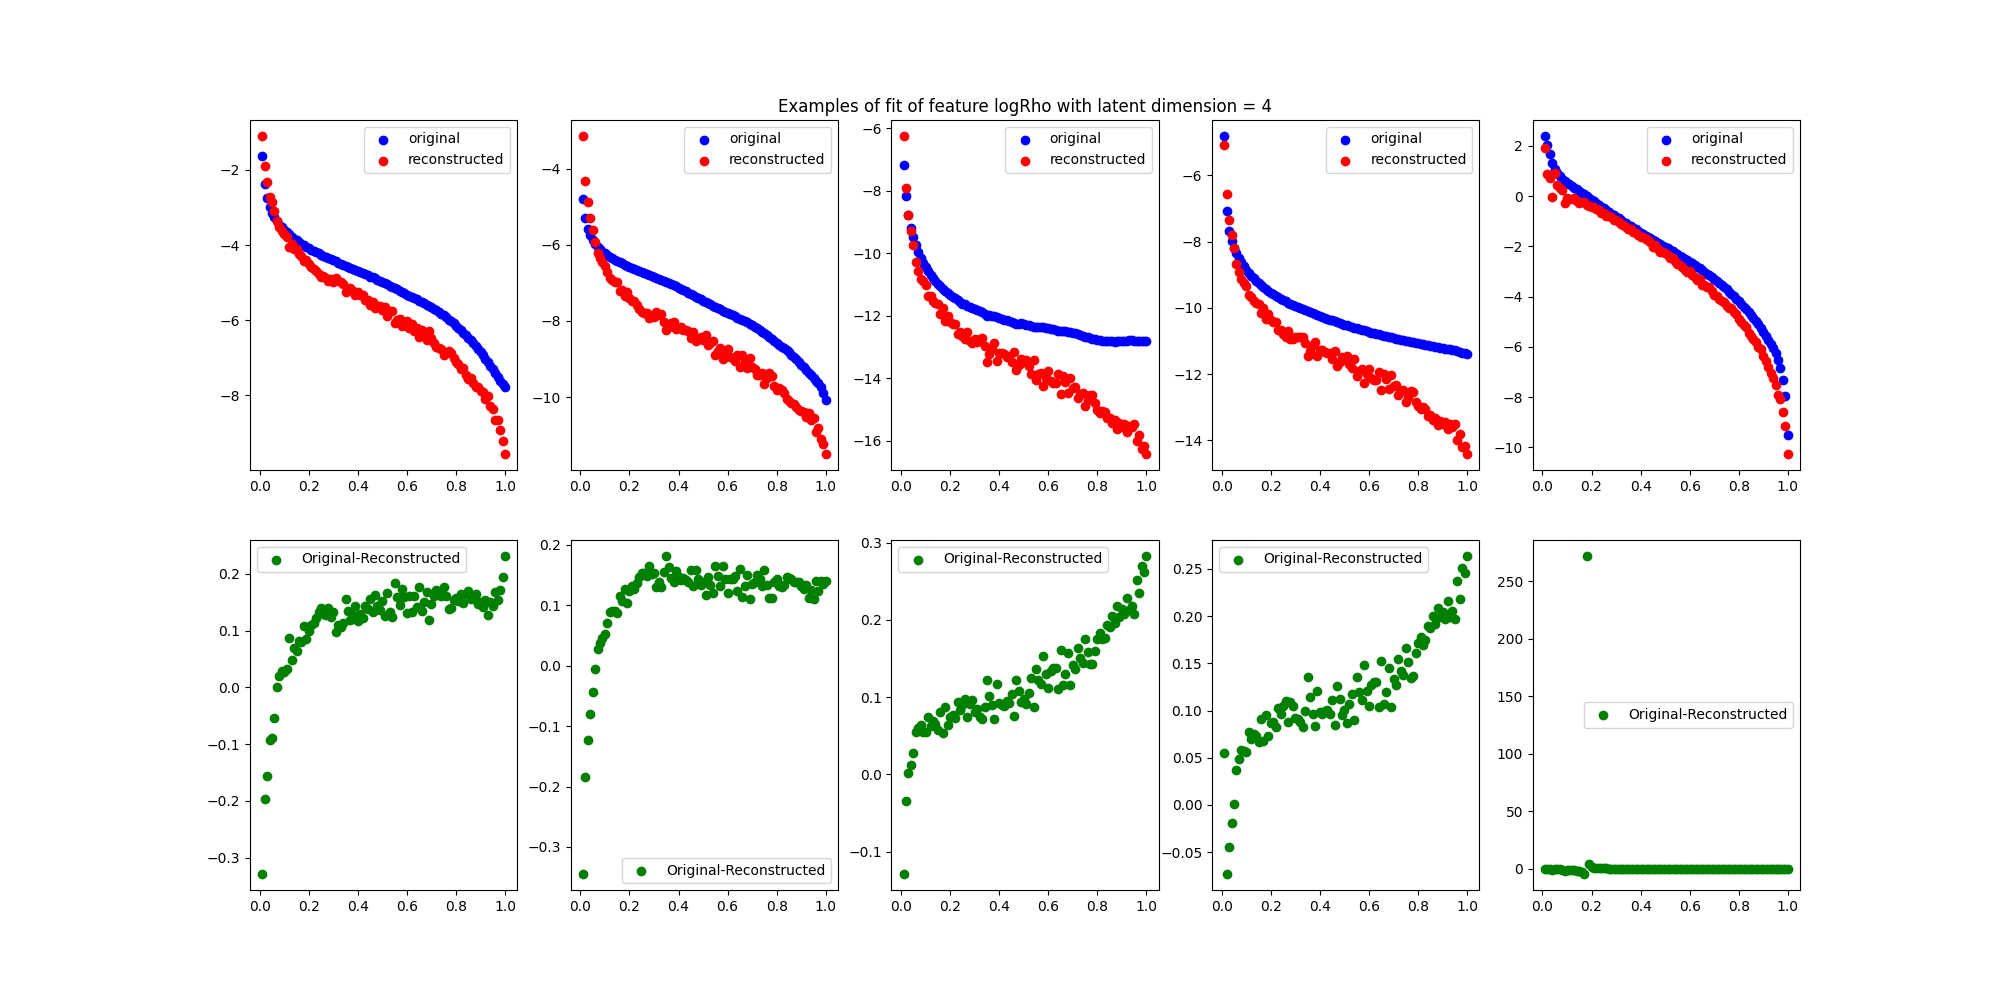 Examples of fit of feature logRho with latent dimension = 4
original
reconstructed
−2
−4
−6
−8
0.0 0.2 0.4 0.6 0.8 1.0
original
reconstructed
−4
−6
−8
−10
0.0 0.2 0.4 0.6 0.8 1.0
original
reconstructed
−6
−8
−10
−12
−14
−16
0.0 0.2 0.4 0.6 0.8 1.0
original
reconstructed
−6
−8
−10
−12
−14
0.0 0.2 0.4 0.6 0.8 1.0
original
reconstructed
2
0
−2
−4
−6
−8
−10
0.0 0.2 0.4 0.6 0.8 1.0
Original-Reconstructed
0.2
0.1
0.0
−0.1
−0.2
−0.3
0.0 0.2 0.4 0.6 0.8 1.0
0.2
0.1
0.0
−0.1
−0.2
−0.3
Original-Reconstructed
0.0 0.2 0.4 0.6 0.8 1.0
0.3
Original-Reconstructed
0.2
0.1
0.0
−0.1
0.0 0.2 0.4 0.6 0.8 1.0
Original-Reconstructed
0.25
0.20
0.15
0.10
0.05
0.00
−0.05
0.0 0.2 0.4 0.6 0.8 1.0
250
200
150
Original-Reconstructed
100
50
0
0.0 0.2 0.4 0.6 0.8 1.0